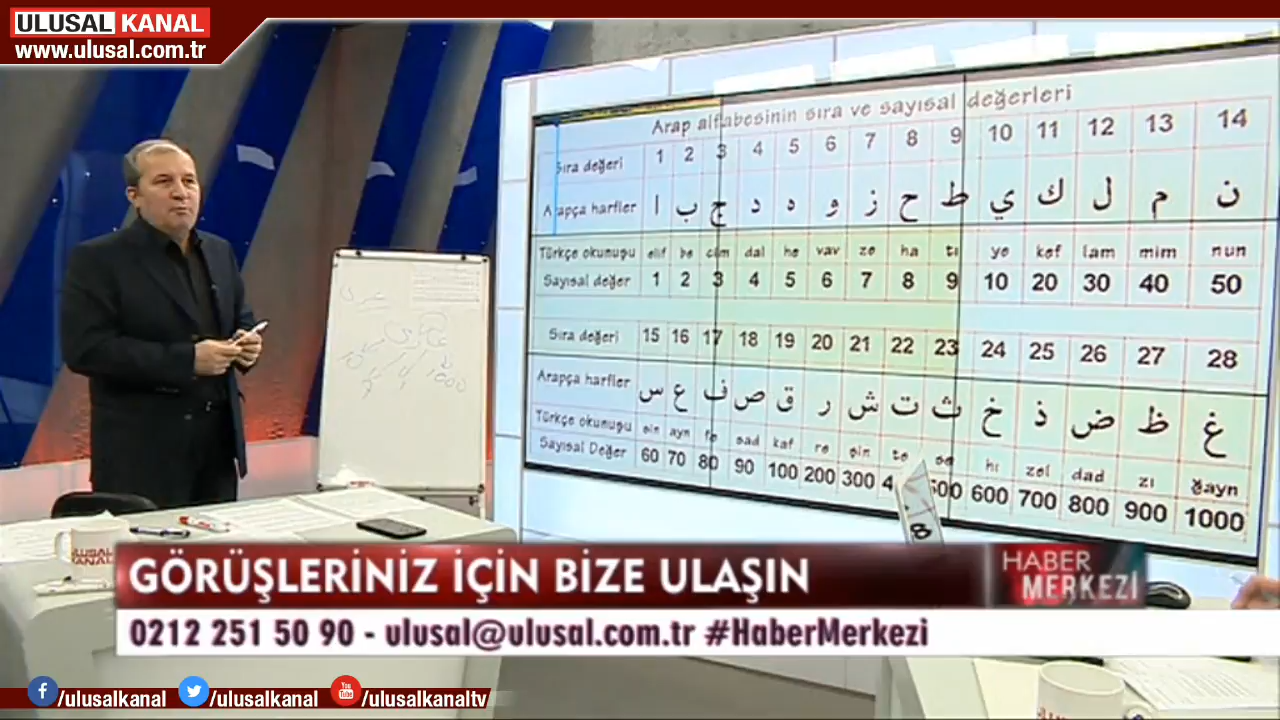 ULUSAL KANAL
www.ulusal.com.tr
Arap alfabesinin sıra ve sayısal değerleri
Sıra değeri 1 2 3 4 5 6 7 8 9 10 11 12 13 14
Arapça harfler ا ب ج د ه و ز ح ط ي ك ل م ن
Türkçe okunuşu elif be cim dal he vav ze ha tı ye kef lam mim nun
Sayısal değer 1 2 3 4 5 6 7 8 9 10 20 30 40 50
Sıra değeri 15 16 17 18 19 20 21 22 23 24 25 26 27 28
Arapça harfler س ع ف ص ق ر ش ت ث خ ذ ض ظ غ
Türkçe okunuşu sin ayn fe sad kaf re şin te se hı zel dad zı ğayn
Sayısal Değer 60 70 80 90 100 200 300 4 500 600 700 800 900 1000
1000
B
ULUSAL
KANAL
GÖRÜŞLERİNİZ İÇİN BİZE ULAŞIN
HABER
MERKEZİ
0212 251 50 90 - ulusal@ulusal.com.tr #HaberMerkezi
/ulusalkanal /ulusalkanal /ulusalkanaltv